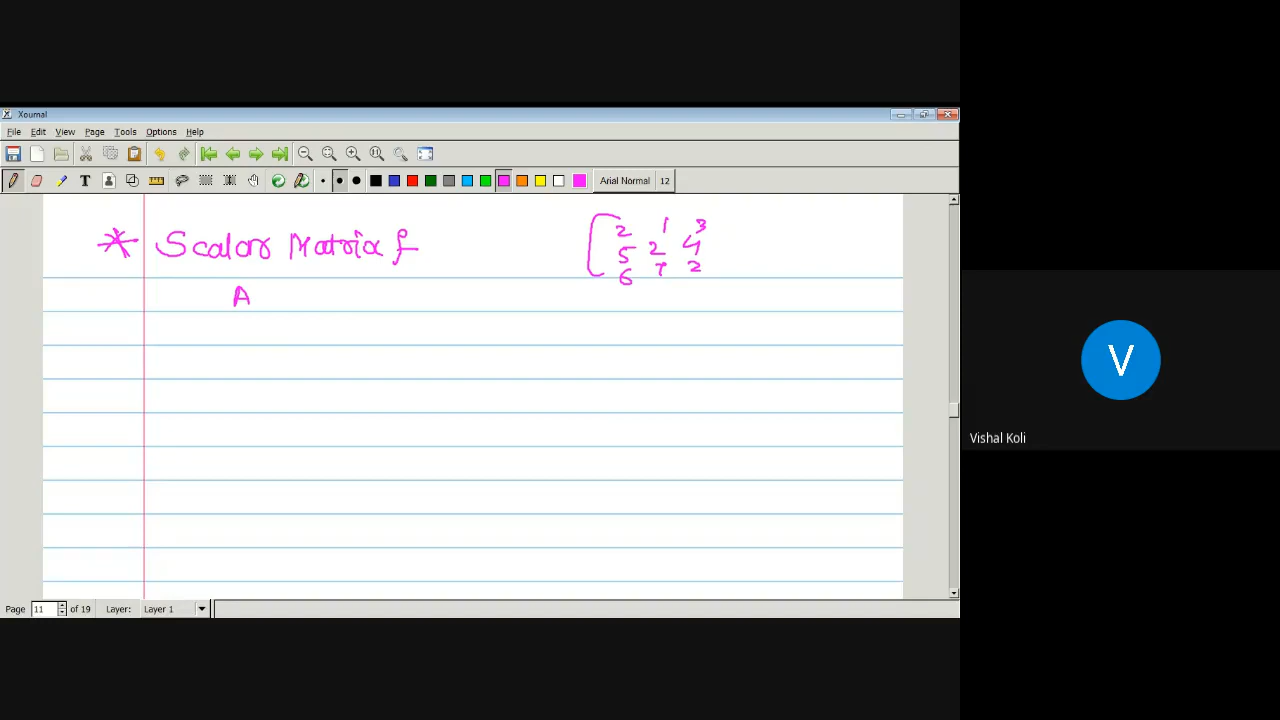 Xournal
File Edit View Page Tools Options Help
T Arial Normal 12
* Scalar Matrix
2 1 3
5 2 4
6 7 2
A
V
Vishal Koli
Page 11 of 19 Layer: Layer 1